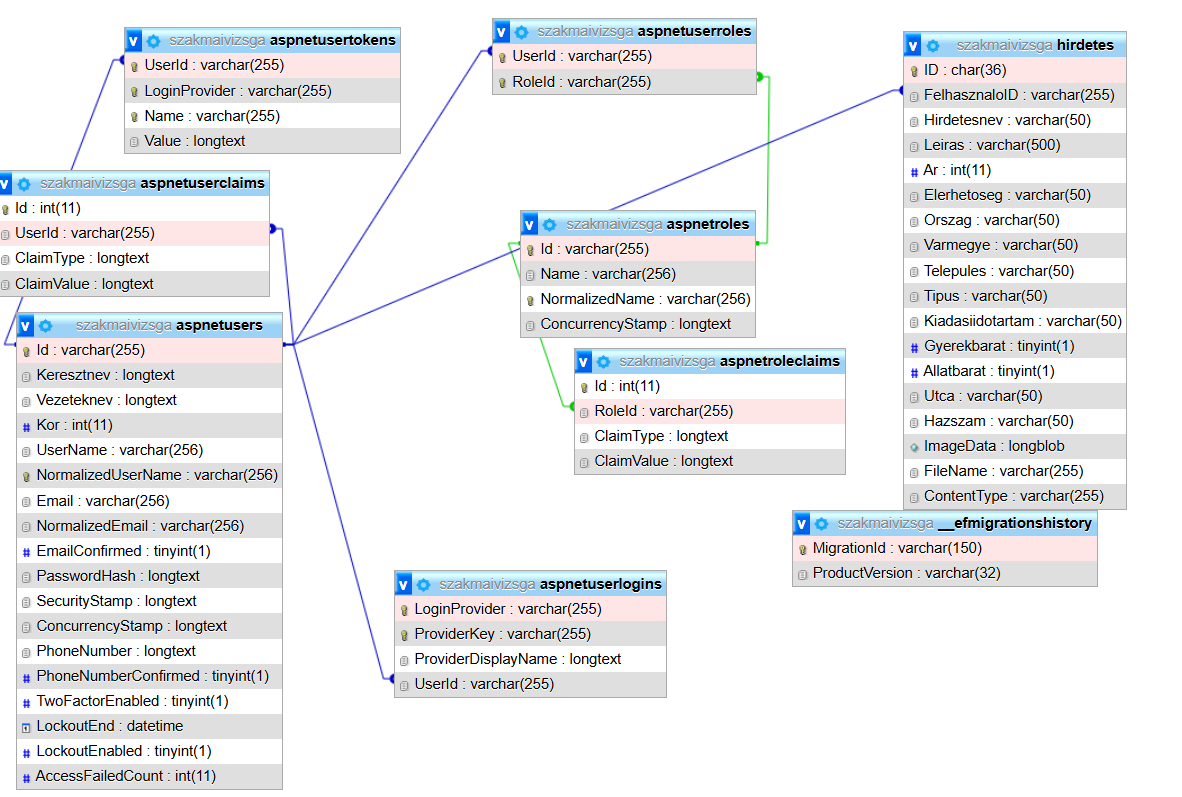 szakmaivizsga aspnetusertokens
UserId : varchar(255)
LoginProvider : varchar(255)
Name : varchar(255)
Value : longtext
szakmaivizsga aspnetuserroles
UserId : varchar(255)
RoleId : varchar(255)
szakmaivizsga hirdetes
ID : char(36)
FelhasznaloID : varchar(255)
Hirdetesnev : varchar(50)
Leiras : varchar(500)
Ar : int(11)
Elerhetoseg : varchar(50)
Orszag : varchar(50)
Varmegye : varchar(50)
Telepules : varchar(50)
Tipus : varchar(50)
Kiadasiidotartam : varchar(50)
Gyerekbarat : tinyint(1)
Allatbarat : tinyint(1)
Utca : varchar(50)
Hazszam : varchar(50)
ImageData : longblob
FileName : varchar(255)
ContentType : varchar(255)
szakmaivizsga aspnetuserclaims
Id : int(11)
UserId : varchar(255)
ClaimType : longtext
ClaimValue : longtext
szakmaivizsga aspnetroles
Id : varchar(255)
Name : varchar(256)
NormalizedName : varchar(256)
ConcurrencyStamp : longtext
szakmaivizsga aspnetusers
Id : varchar(255)
Keresztnev : longtext
Vezeteknev : longtext
Kor : int(11)
UserName : varchar(256)
NormalizedUserName : varchar(256)
Email : varchar(256)
NormalizedEmail : varchar(256)
EmailConfirmed : tinyint(1)
PasswordHash : longtext
SecurityStamp : longtext
ConcurrencyStamp : longtext
PhoneNumber : longtext
PhoneNumberConfirmed : tinyint(1)
TwoFactorEnabled : tinyint(1)
LockoutEnd : datetime
LockoutEnabled : tinyint(1)
AccessFailedCount : int(11)
szakmaivizsga aspnetroleclaims
Id : int(11)
RoleId : varchar(255)
ClaimType : longtext
ClaimValue : longtext
szakmaivizsga __efmigrationshistory
MigrationId : varchar(150)
ProductVersion : varchar(32)
szakmaivizsga aspnetuserlogins
LoginProvider : varchar(255)
ProviderKey : varchar(255)
ProviderDisplayName : longtext
UserId : varchar(255)